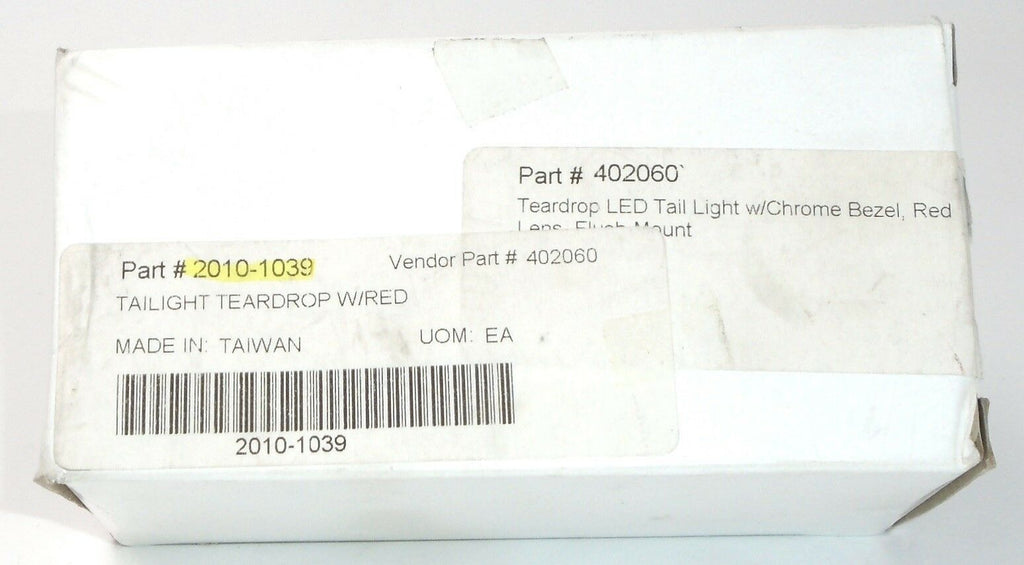 Part # 402060`
Teardrop LED Tail Light w/Chrome Bezel, Red
Lens, Flush Mount
Part # 2010-1039
Vendor Part # 402060
TAILIGHT TEARDROP W/RED
MADE IN: TAIWAN
UOM: EA
2010-1039